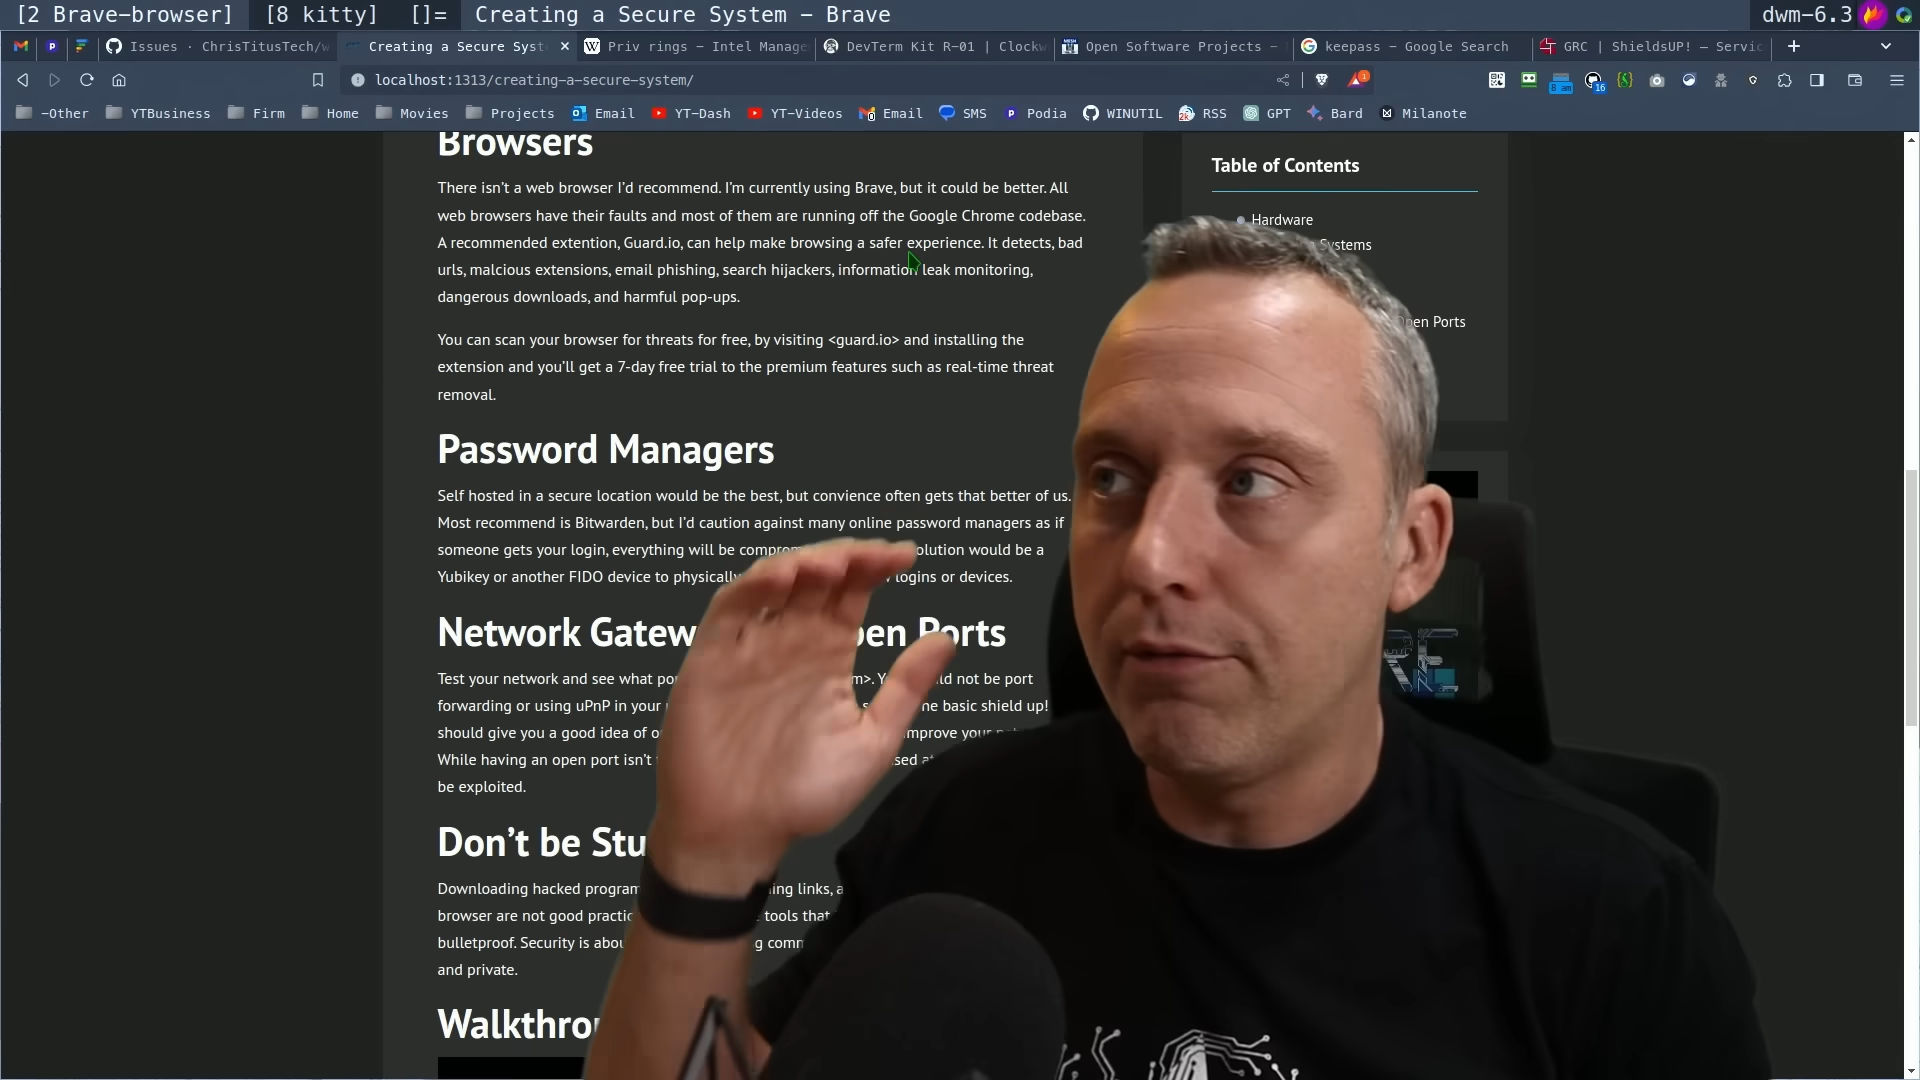 [2 Brave-browser] [8 kitty] []= Creating a Secure System - Brave dwm-6.3
Issues · ChrisTitusTech/w Creating a Secure Syst × Priv rings - Intel Manage DevTerm Kit R-01 | Clockw Open Software Projects - keepass - Google Search GRC | ShieldsUP! — Servic
localhost:1313/creating-a-secure-system/
-Other YTBusiness Firm Home Movies Projects Email YT-Dash YT-Videos Email SMS Podia WINUTIL RSS GPT Bard Milanote
Browsers
There isn't a web browser I'd recommend. I'm currently using Brave, but it could be better. All
web browsers have their faults and most of them are running off the Google Chrome codebase.
A recommended extention, Guard.io, can help make browsing a safer experience. It detects, bad
urls, malcious extensions, email phishing, search hijackers, information leak monitoring,
dangerous downloads, and harmful pop-ups.
You can scan your browser for threats for free, by visiting <guard.io> and installing the
extension and you'll get a 7-day free trial to the premium features such as real-time threat
removal.
Password Managers
Self hosted in a secure location would be the best, but convience often gets that better of us.
Most recommend is Bitwarden, but I'd caution against many online password managers as if
someone gets your login, everything will be compro olution would be a
Yubikey or another FIDO device to physically logins or devices.
Network Gatew pen Ports
Test your network and see what po m>. Y ld not be port
forwarding or using uPnP in your s ne basic shield up!
should give you a good idea of o improve your
While having an open port isn't sed at
be exploited.
Don't be Stu
Downloading hacked program ing links, a
browser are not good practic tools that
bulletproof. Security is abou g comm
and private.
Walkthro
Table of Contents
Hardware
Systems
Open Ports
RE